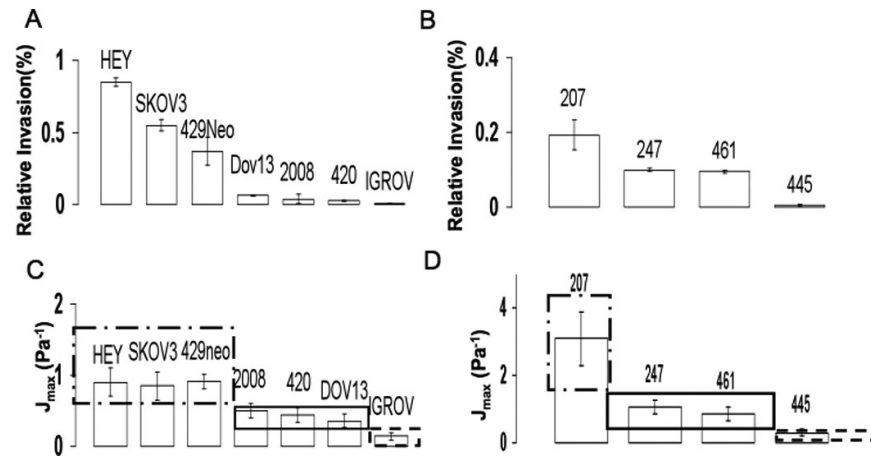 A
Relative Invasion(%)
1
0.5
0
HEY
SKOV3
429Neo
Dov13
2008
420
IGROV
B
Relative Invasion(%)
0.4
0.2
0
207
247
461
445
C
Jmax (Pa-1)
2
1
0
HEY
SKOV3
429neo
2008
420
DOV13
IGROV
D
Jmax (Pa-1)
4
2
0
207
247
461
445